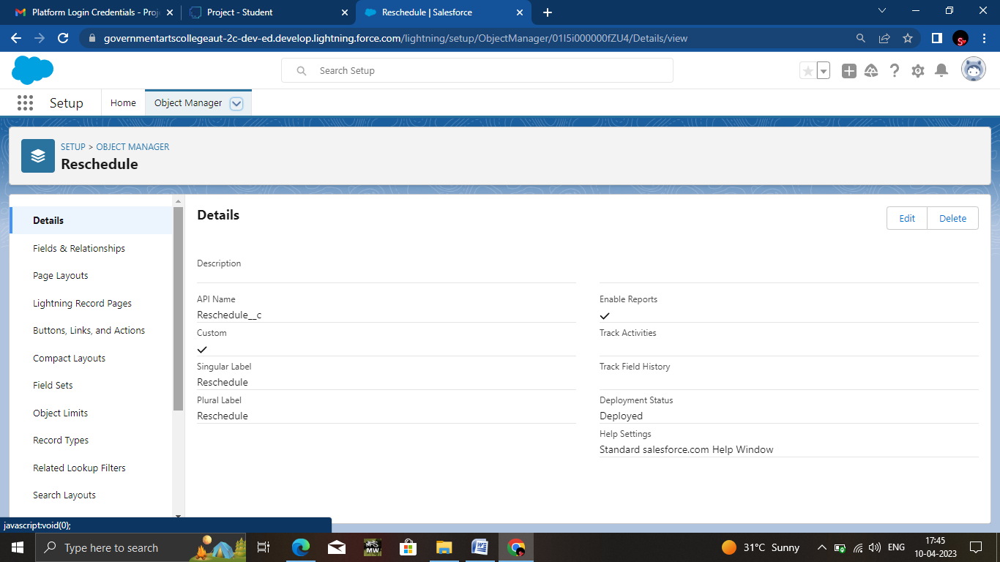 Platform Login Credentials - Proj
Project - Student
Reschedule | Salesforce
governmentartscollegeaut-2c-dev-ed.develop.lightning.force.com/lightning/setup/ObjectManager/01I5i000000fZU4/Details/view
Search Setup
Setup
Home
Object Manager
SETUP > OBJECT MANAGER
Reschedule
Details
Fields & Relationships
Page Layouts
Lightning Record Pages
Buttons, Links, and Actions
Compact Layouts
Field Sets
Object Limits
Record Types
Related Lookup Filters
Search Layouts
Details
Edit
Delete
Description
API Name
Reschedule__c
Custom
Singular Label
Reschedule
Plural Label
Reschedule
Enable Reports
Track Activities
Track Field History
Deployment Status
Deployed
Help Settings
Standard salesforce.com Help Window
javascript:void(0);
Type here to search
MW
31°C Sunny
ENG
17:45
10-04-2023